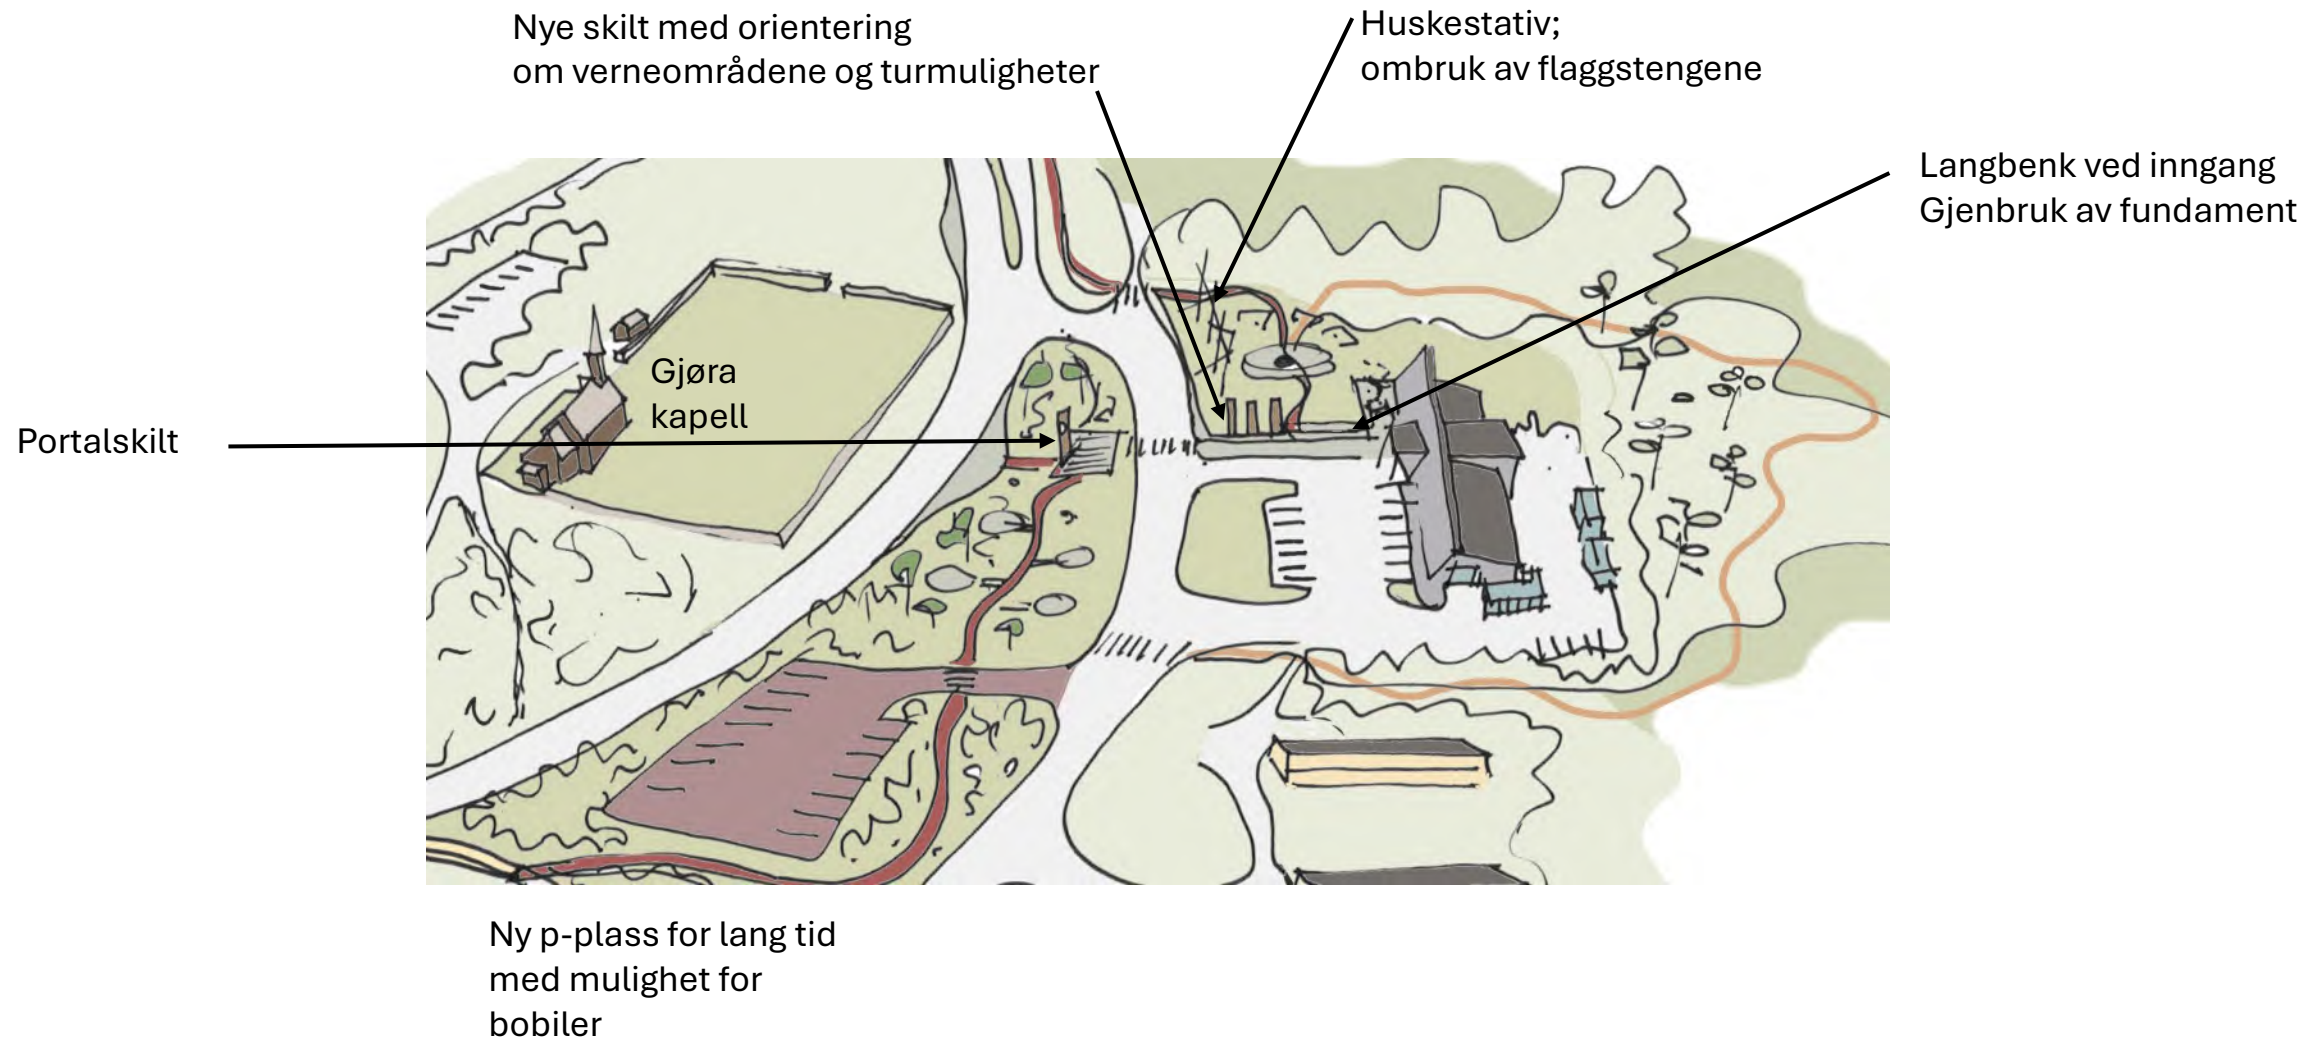 Nye skilt med orientering
om verneområdene og turmuligheter
Huskestativ;
ombruk av flaggstengene
Langbenk ved inngang
Gjenbruk av fundament
Gjøra
kapell
Portalskilt
Ny p-plass for lang tid
med mulighet for
bobiler